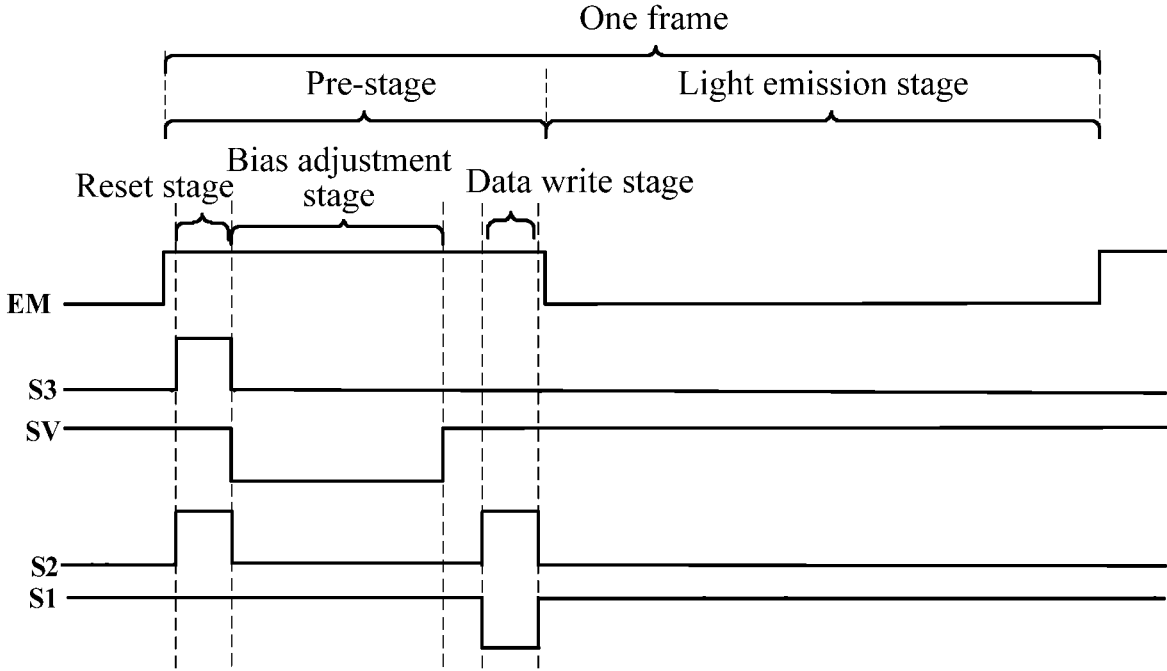 One frame
Pre-stage
Light emission stage
Bias adjustment
stage
Reset stage
Data write stage
EM
S3
SV
S2
S1